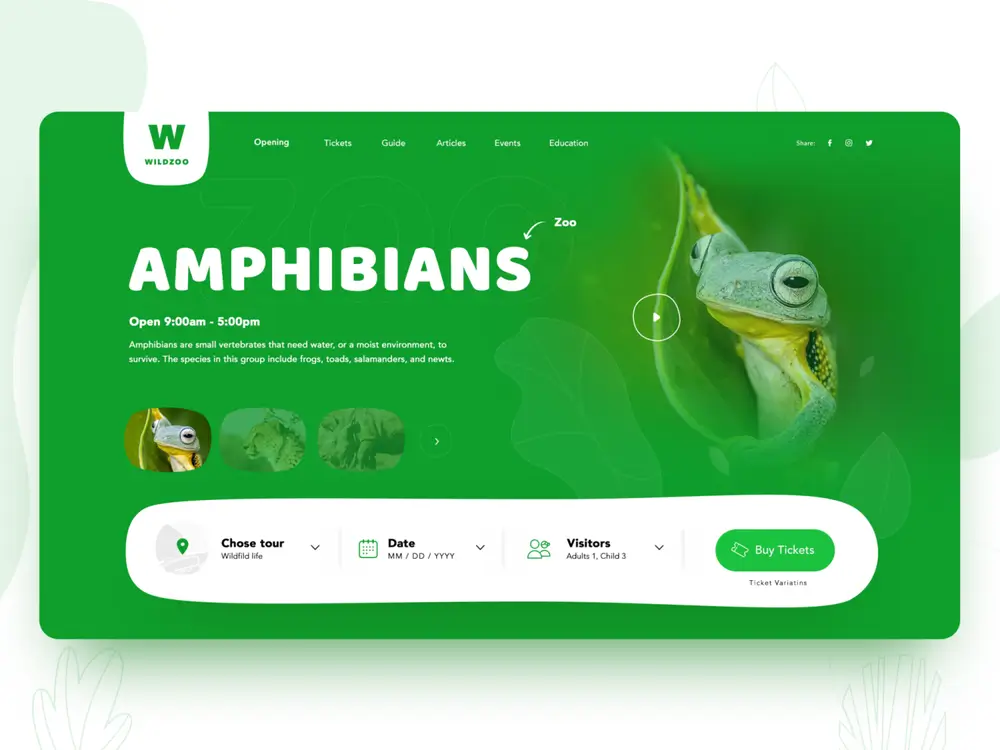 W
WILDZOO
Opening Tickets Guide Articles Events Education
Share:
ZOO
Zoo
AMPHIBIANS
Open 9:00am - 5:00pm
Amphibians are small vertebrates that need water, or a moist environment, to
survive. The species in this group include frogs, toads, salamanders, and newts.
Chose tour
Wildfild life
Date
MM / DD / YYYY
Visitors
Adults 1, Child 3
Buy Tickets
Ticket Variatins